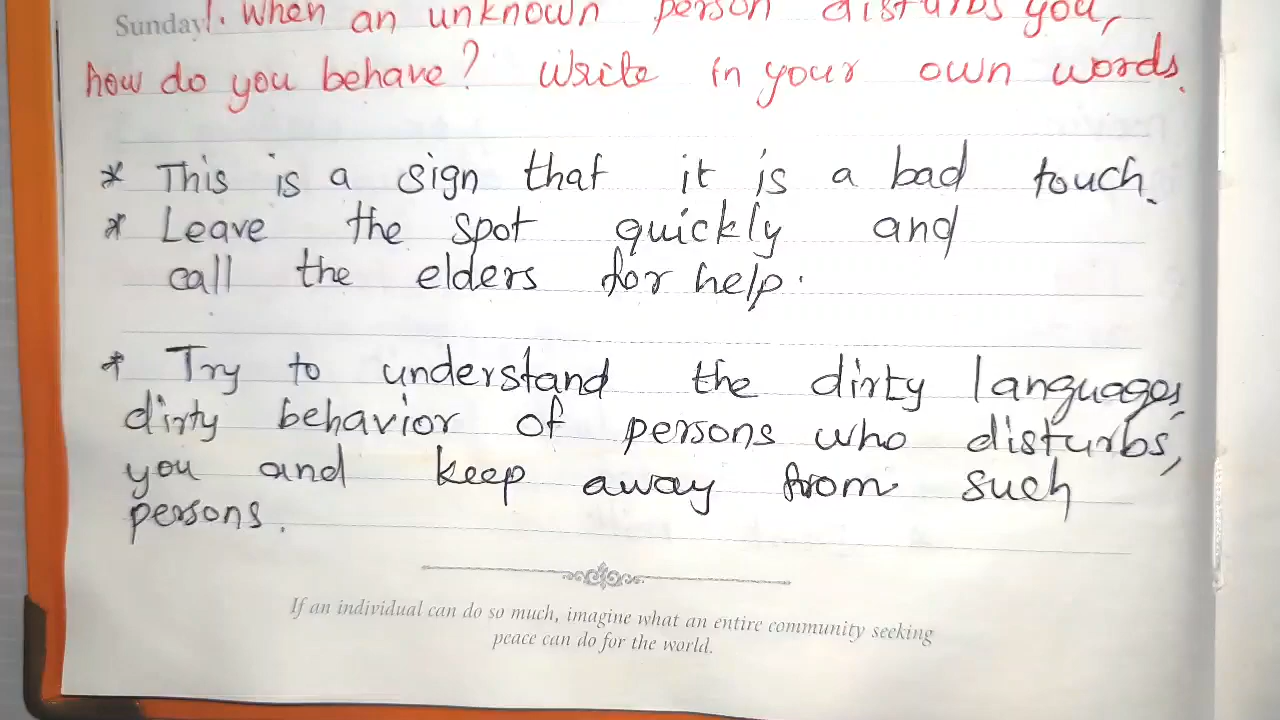 Sunday 1. When an unknown person disturbs you,
how do you behave? Write in your own words.
* This is a sign that it is a bad touch.
* Leave the spot quickly and
call the elders for help.
* Try to understand the dirty languages,
dirty behavior of persons who disturbs,
you and keep away from such
persons.
If an individual can do so much, imagine what an entire community seeking
peace can do for the world.